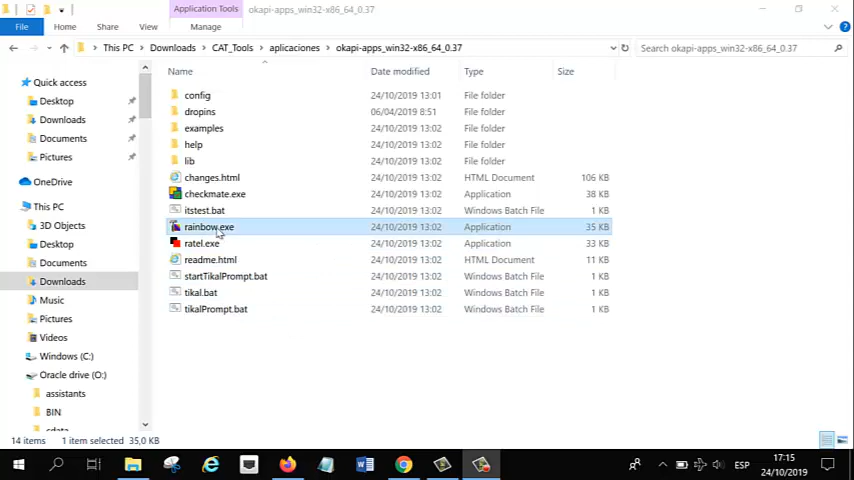 Application Tools okapi-apps_win32-x86_64_0.37
File Home Share View Manage
This PC Downloads CAT_Tools aplicaciones okapi-apps_win32-x86_64_0.37 Search okapi-apps_win32-x86_64_0.37
Name Date modified Type Size
Quick access
Desktop
Downloads
Documents
Pictures
OneDrive
This PC
3D Objects
Desktop
Documents
Downloads
Music
Pictures
Videos
Windows (C:)
Oracle drive (O:)
assistants
BIN
cdata
config 24/10/2019 13:01 File folder
dropins 06/04/2019 8:51 File folder
examples 24/10/2019 13:02 File folder
help 24/10/2019 13:02 File folder
lib 24/10/2019 13:02 File folder
changes.html 24/10/2019 13:02 HTML Document 106 KB
checkmate.exe 24/10/2019 13:02 Application 38 KB
itstest.bat 24/10/2019 13:02 Windows Batch File 1 KB
rainbow.exe 24/10/2019 13:02 Application 35 KB
ratel.exe 24/10/2019 13:02 Application 33 KB
readme.html 24/10/2019 13:02 HTML Document 11 KB
startTikalPrompt.bat 24/10/2019 13:02 Windows Batch File 1 KB
tikal.bat 24/10/2019 13:02 Windows Batch File 1 KB
tikalPrompt.bat 24/10/2019 13:02 Windows Batch File 1 KB
14 items 1 item selected 35,0 KB
ESP 17:15
24/10/2019